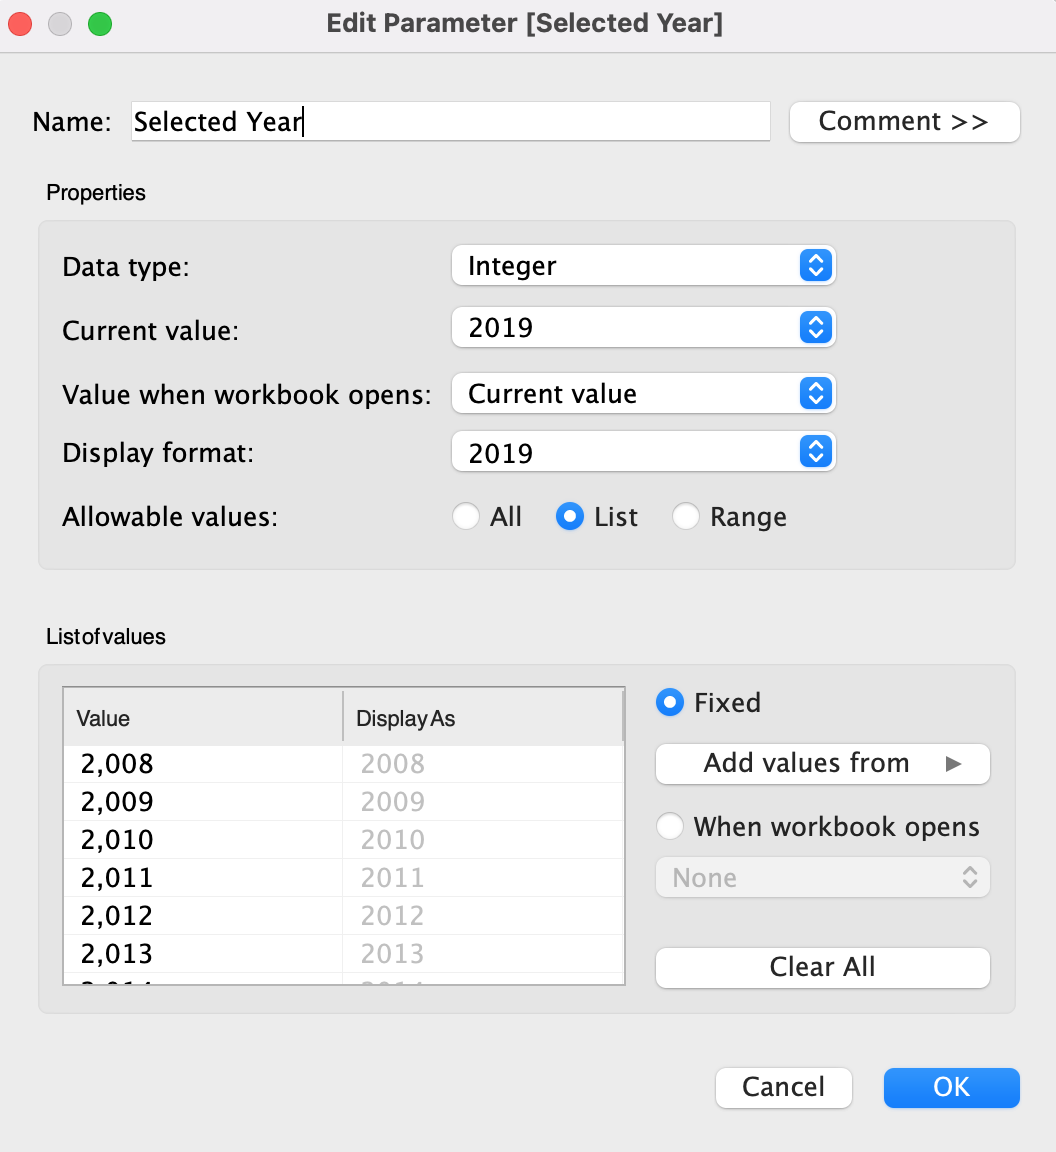 Edit Parameter [Selected Year]
Name: Selected Year Comment >>
Properties
Data type: Integer
Current value: 2019
Value when workbook opens: Current value
Display format: 2019
Allowable values: All List Range
List of values
Value Display As
2,008 2008
2,009 2009
2,010 2010
2,011 2011
2,012 2012
2,013 2013
Fixed
Add values from
When workbook opens
None
Clear All
Cancel OK